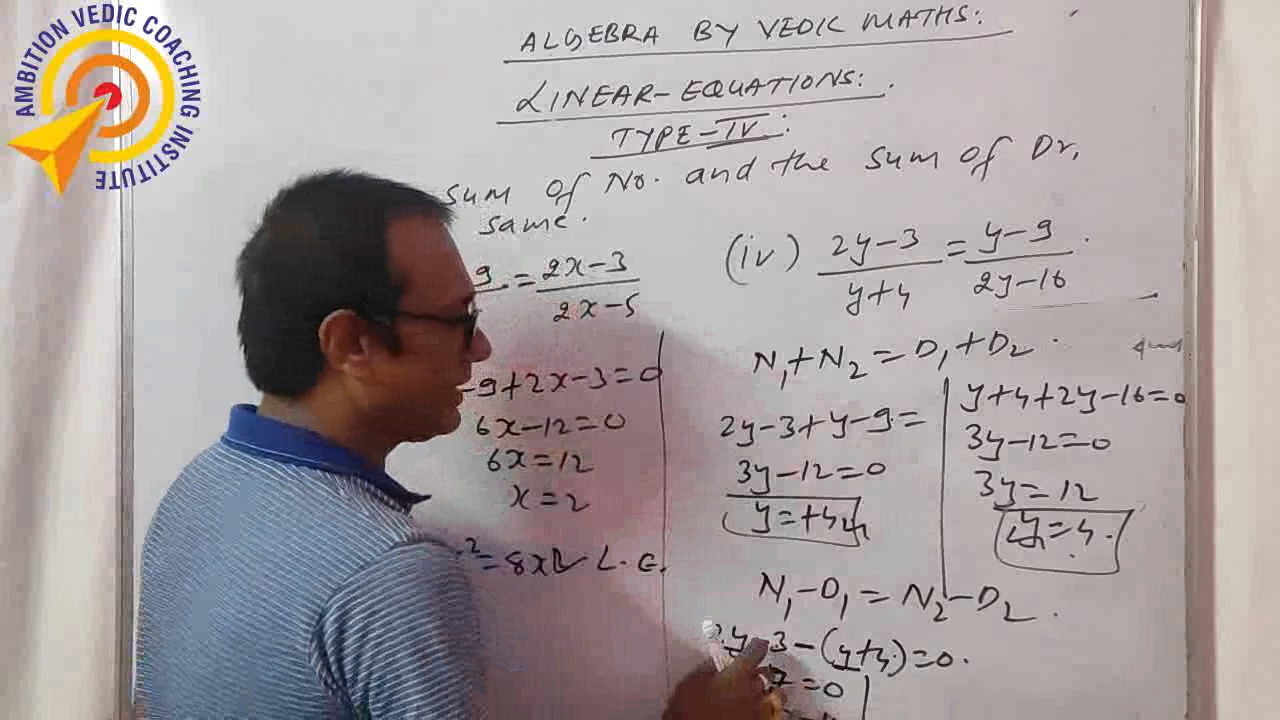 AMBITION VEDIC COACHING INSTITUTE
ALGEBRA BY VEDIC MATHS:
LINEAR-EQUATIONS:
TYPE-IV:
sum of No. and the sum of Dr,
same.
9 = 2x-3
2x-5
-9+2x-3=0
6x-12=0
6x=12
x=2
2=8x L.E.
(iv) 2y-3 = y-9
y+4 2y-16
N1+N2 = D1+D2.
2y-3+y-9=
3y-12=0
y=+4
y+4+2y-16=0
3y-12=0
3y=12
y=4.
N1-D1 = N2-D2.
2y-3-(y+4)=0.
7=0